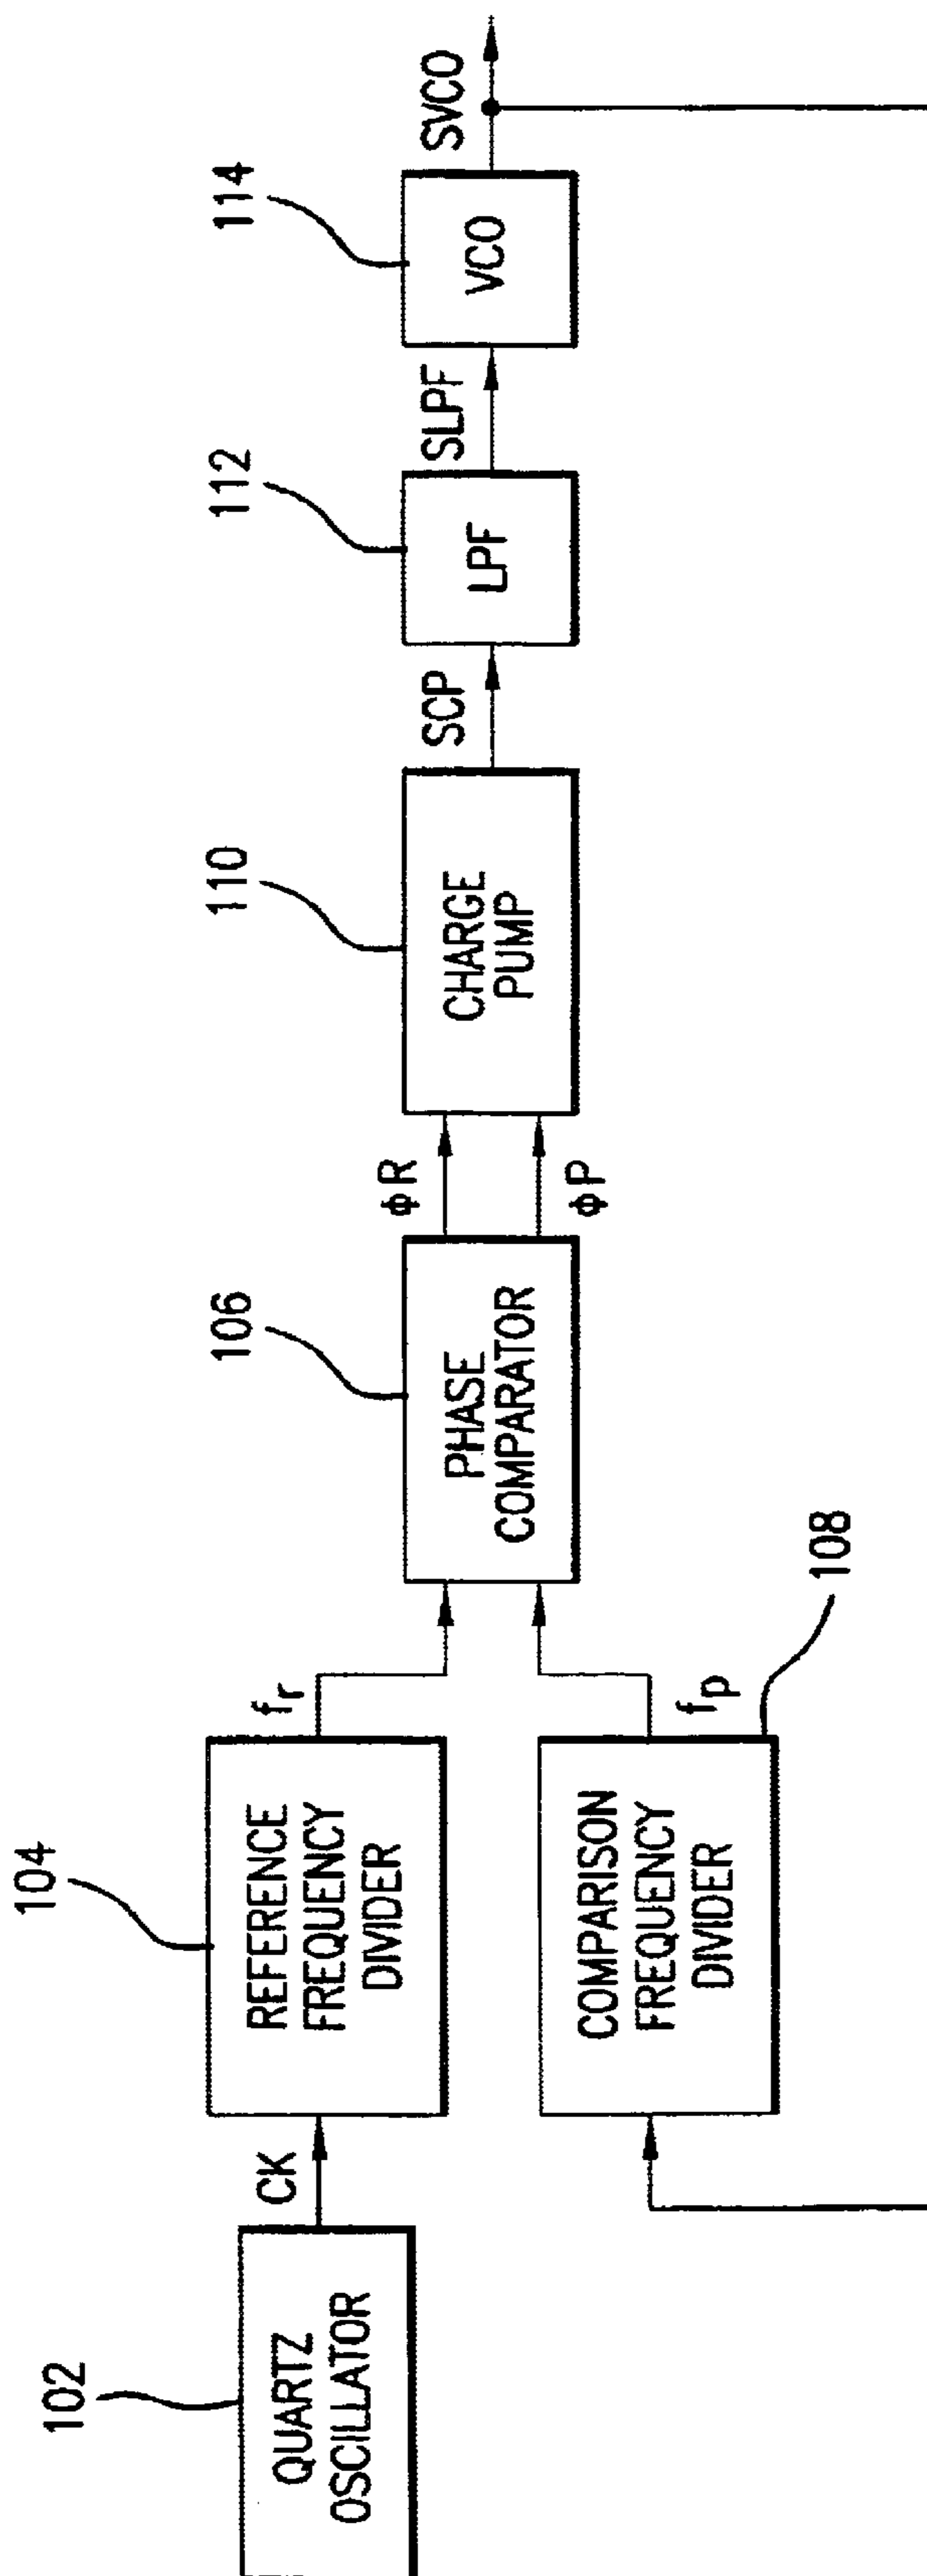 102
QUARTZ
OSCILLATOR
CK
104
REFERENCE
FREQUENCY
DIVIDER
fr
COMPARISON
FREQUENCY
DIVIDER
fp
108
106
PHASE
COMPARATOR
φR
φP
110
CHARGE
PUMP
SCP
112
LPF
SLPF
114
VCO
SVCO